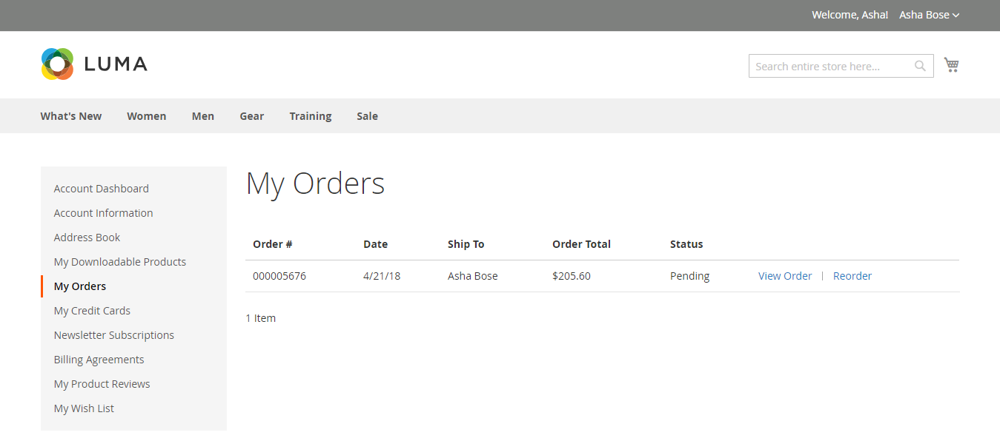 Welcome, Asha! Asha Bose
LUMA
Search entire store here...
What's New Women Men Gear Training Sale
Account Dashboard
Account Information
Address Book
My Downloadable Products
My Orders
My Credit Cards
Newsletter Subscriptions
Billing Agreements
My Product Reviews
My Wish List
My Orders
Order # Date Ship To Order Total Status
000005676 4/21/18 Asha Bose $205.60 Pending View Order | Reorder
1 Item